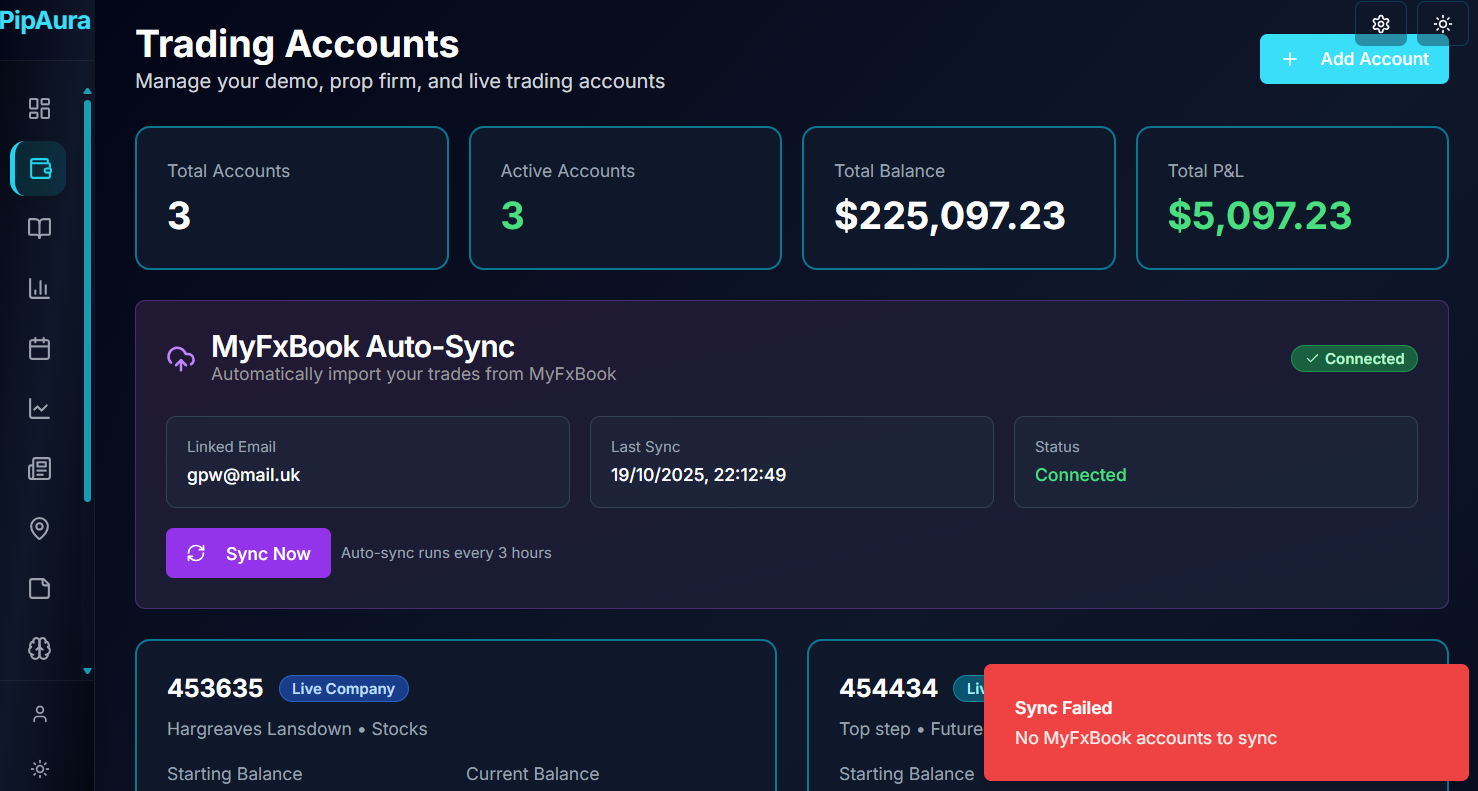 PipAura
Trading Accounts
Manage your demo, prop firm, and live trading accounts
Add Account
Total Accounts
3
Active Accounts
3
Total Balance
$225,097.23
Total P&L
$5,097.23
MyFxBook Auto-Sync
Automatically import your trades from MyFxBook
Connected
Linked Email
gpw@mail.uk
Last Sync
19/10/2025, 22:12:49
Status
Connected
Sync Now
Auto-sync runs every 3 hours
453635
Live Company
Hargreaves Lansdown • Stocks
Starting Balance
Current Balance
454434
Top step •
Starting Balance
Sync Failed
No MyFxBook accounts to sync